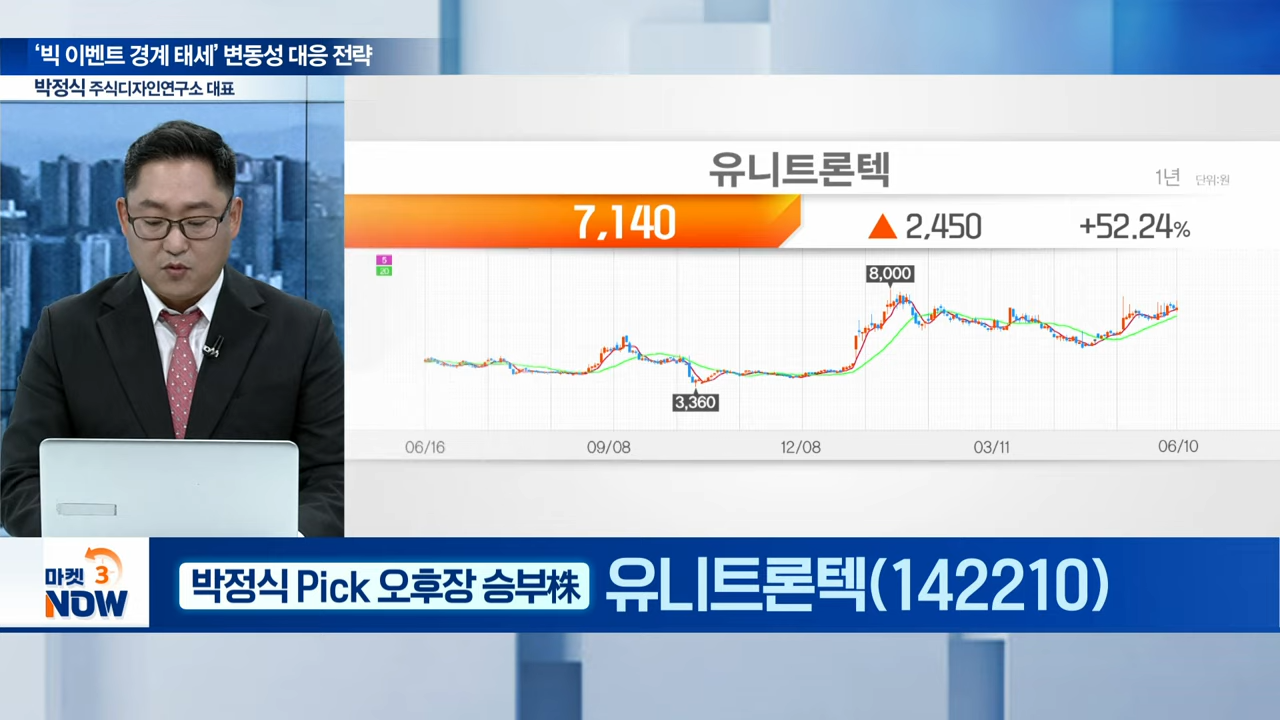 ‘빅 이벤트 경계 태세’ 변동성 대응 전략
박정식 주식디자인연구소 대표
유니트론텍
1년 단위:원
7,140 ▲ 2,450 +52.24%
5
20
8,000
3,360
06/16 09/08 12/08 03/11 06/10
마켓 3
NOW
박정식 Pick 오후장 승부株 유니트론텍(142210)